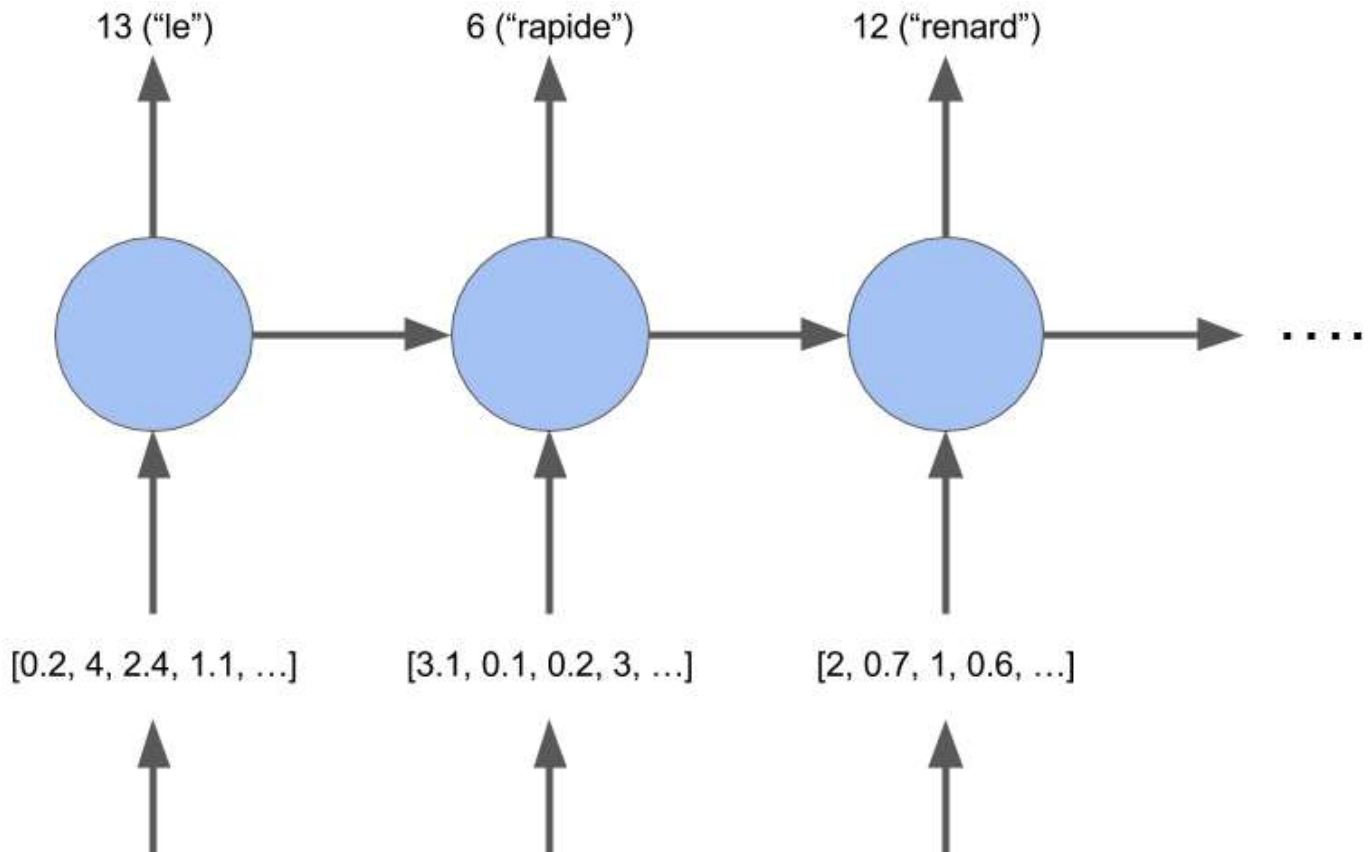 13 (“le”) 6 (“rapide”) 12 (“renard”)
....
[0.2, 4, 2.4, 1.1, …] [3.1, 0.1, 0.2, 3, …] [2, 0.7, 1, 0.6, …]